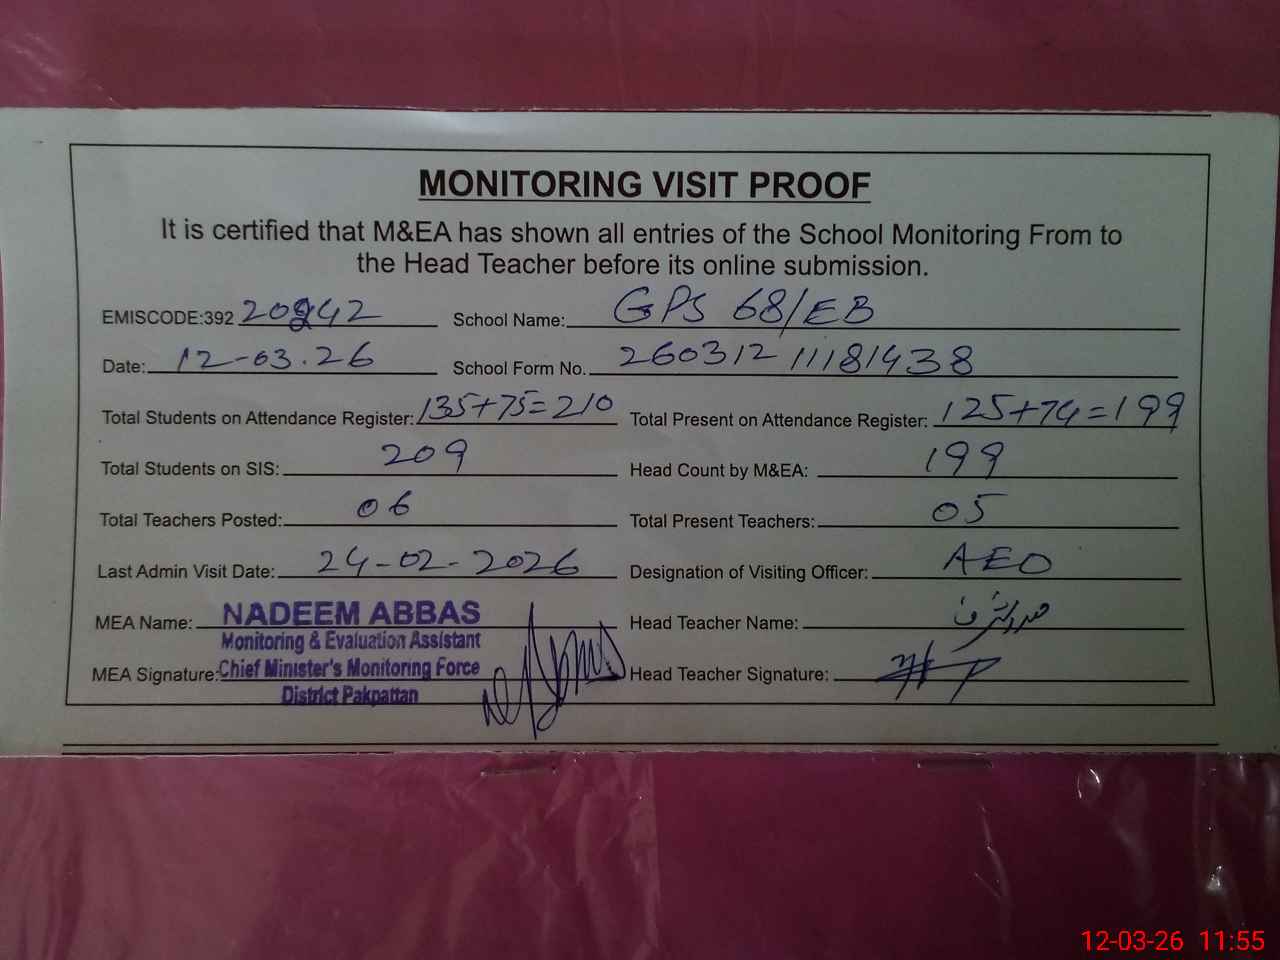 MONITORING VISIT PROOF
It is certified that M&EA has shown all entries of the School Monitoring From to
the Head Teacher before its online submission.
EMISCODE:392 20242 School Name: GPS 68/EB
Date: 12-03.26 School Form No. 260312 11181438
Total Students on Attendance Register: 135+75=210 Total Present on Attendance Register: 125+74=199
Total Students on SIS: 209 Head Count by M&EA: 199
Total Teachers Posted: 06 Total Present Teachers: 05
Last Admin Visit Date: 24-02-2026 Designation of Visiting Officer: AEO
MEA Name: NADEEM ABBAS Head Teacher Name:
Monitoring & Evaluation Assistant
MEA Signature: Chief Minister's Monitoring Force Head Teacher Signature:
District Pakpattan
12-03-26 11:55